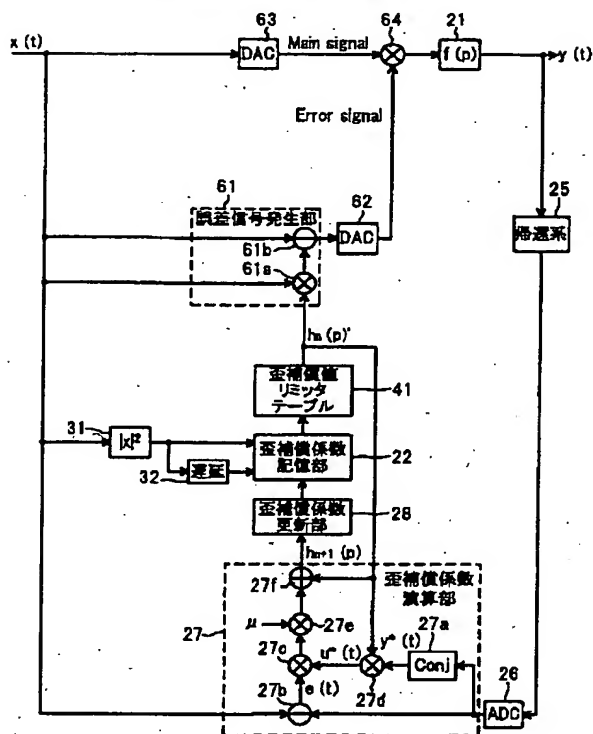 63
64
21
x (t)
DAC
Main signal
f (p)
y (t)
Error signal
61
誤差信号発生部
62
25
61b
DAC
帰還系
61a
hn (p)'
歪補償値
リミッタ
テーブル
41
31
|x|²
歪補償係数
記憶部
22
32
遅延
歪補償係数
更新部
28
hn+1 (p)
27f
歪補償係数
演算部
μ
27e
27
27a
27c
u* (t)
y* (t)
Conj
26
e (t)
27d
27b
ADC